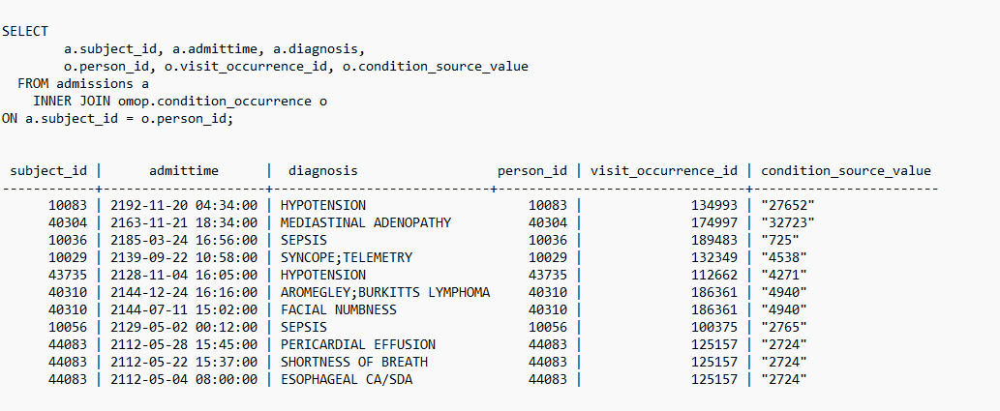 SELECT
a.subject_id, a.admittime, a.diagnosis,
o.person_id, o.visit_occurrence_id, o.condition_source_value
FROM admissions a
INNER JOIN omop.condition_occurrence o
ON a.subject_id = o.person_id;
subject_id | admittime | diagnosis person_id | visit_occurrence_id | condition_source_value
------------+---------------------+----------------------------+-----------+---------------------+------------------------
10083 | 2192-11-20 04:34:00 | HYPOTENSION 10083 | 134993 | "27652"
40304 | 2163-11-21 18:34:00 | MEDIASTINAL ADENOPATHY 40304 | 174997 | "32723"
10036 | 2185-03-24 16:56:00 | SEPSIS 10036 | 189483 | "725"
10029 | 2139-09-22 10:58:00 | SYNCOPE;TELEMETRY 10029 | 132349 | "4538"
43735 | 2128-11-04 16:05:00 | HYPOTENSION 43735 | 112662 | "4271"
40310 | 2144-12-24 16:16:00 | AROMEGLEY;BURKITTS LYMPHOMA 40310 | 186361 | "4940"
40310 | 2144-07-11 15:02:00 | FACIAL NUMBNESS 40310 | 186361 | "4940"
10056 | 2129-05-02 00:12:00 | SEPSIS 10056 | 100375 | "2765"
44083 | 2112-05-28 15:45:00 | PERICARDIAL EFFUSION 44083 | 125157 | "2724"
44083 | 2112-05-22 15:37:00 | SHORTNESS OF BREATH 44083 | 125157 | "2724"
44083 | 2112-05-04 08:00:00 | ESOPHAGEAL CA/SDA 44083 | 125157 | "2724"